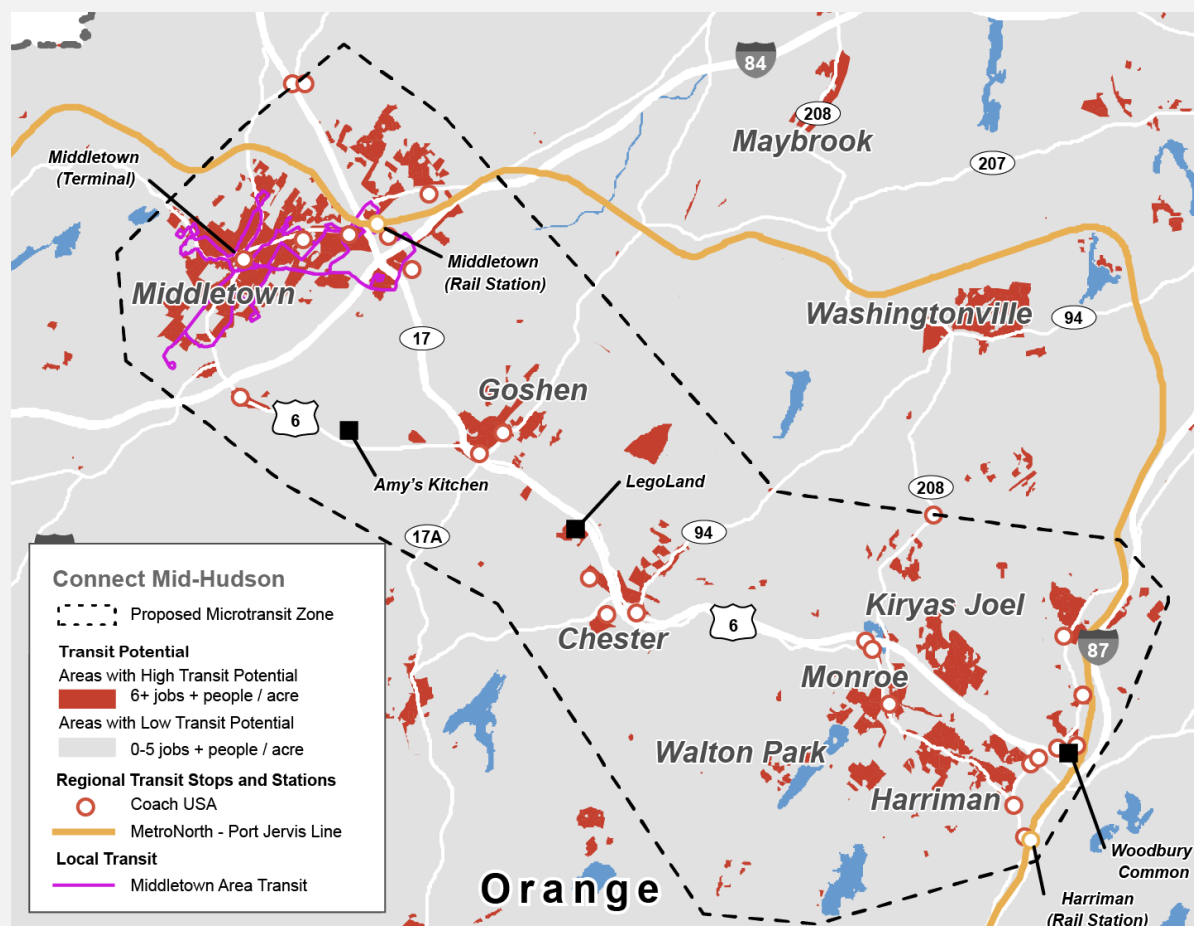 84
208
Maybrook
Middletown
(Terminal)
207
Middletown
(Rail Station)
Middletown
Washingtonville
94
17
Goshen
6
Amy's Kitchen
LegoLand
208
17A
94
Kiryas Joel
6
Chester
87
Monroe
Walton Park
Harriman
Woodbury
Common
Harriman
(Rail Station)
Orange
Connect Mid-Hudson
Proposed Microtransit Zone
Transit Potential
Areas with High Transit Potential
6+ jobs + people / acre
Areas with Low Transit Potential
0-5 jobs + people / acre
Regional Transit Stops and Stations
Coach USA
MetroNorth - Port Jervis Line
Local Transit
Middletown Area Transit